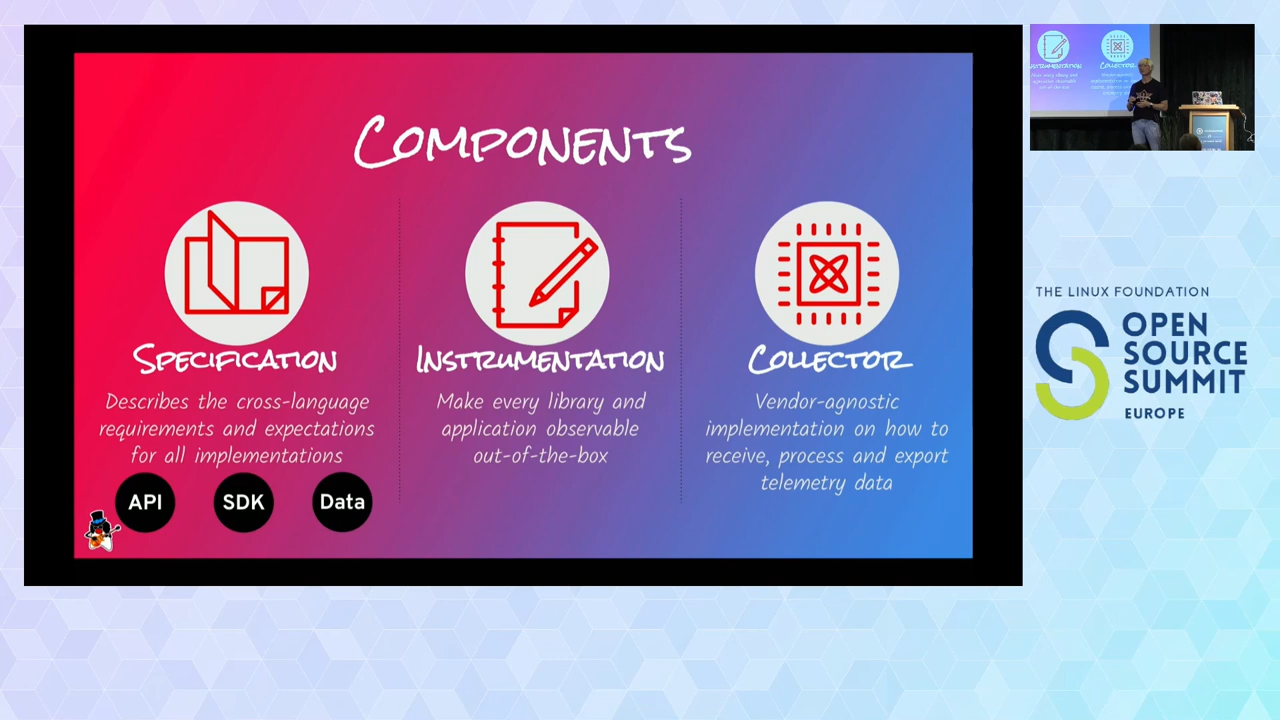 Components
Specification
Describes the cross-language
requirements and expectations
for all implementations
API
SDK
Data
Instrumentation
Make every library and
application observable
out-of-the-box
Collector
Vendor-agnostic
implementation on how to
receive, process and export
telemetry data
Instrumentation
Collector
THE LINUX FOUNDATION
OPEN
SOURCE
SUMMIT
EUROPE